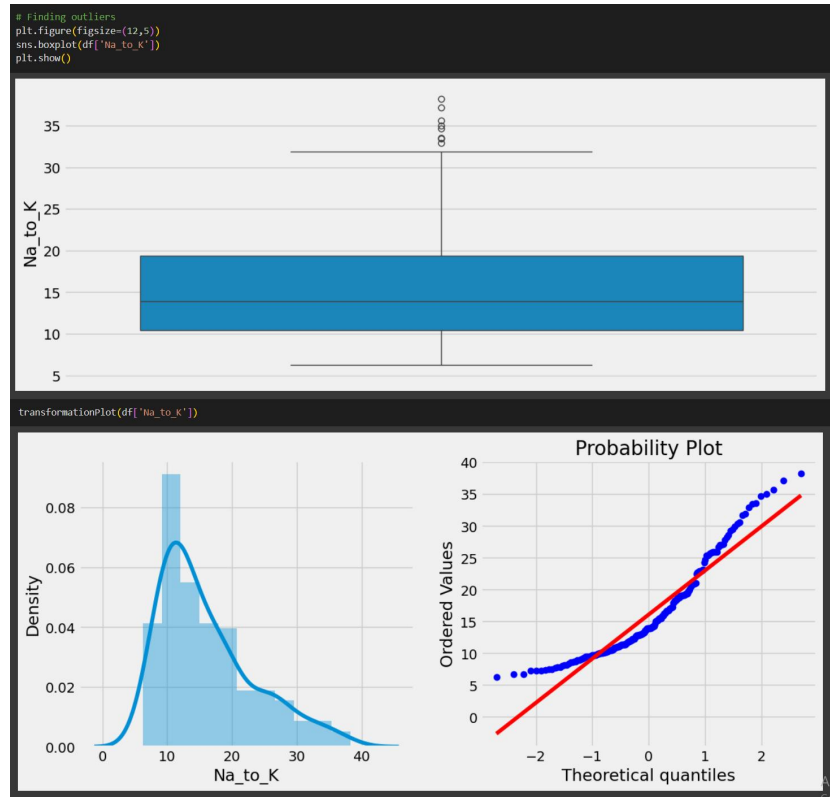 # Finding outliers
plt.figure(figsize=(12,5))
sns.boxplot(df['Na_to_K'])
plt.show()
35
30
25
20
15
10
5
Na_to_K
transformationPlot(df['Na_to_K'])
0.08
0.06
0.04
0.02
0.00
Density
0 10 20 30 40
Na_to_K
Probability Plot
40
35
30
25
20
15
10
5
0
Ordered Values
−2 −1 0 1 2
Theoretical quantiles